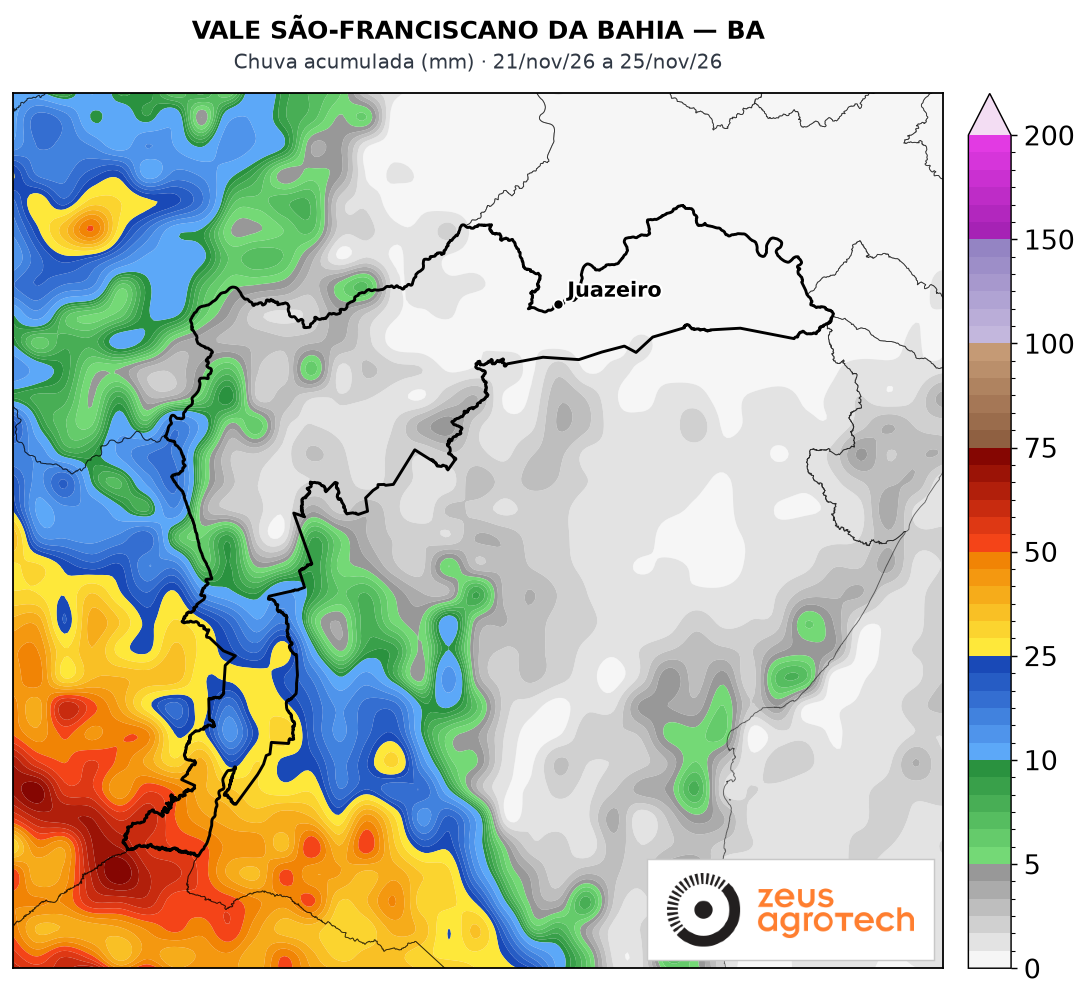 VALE SÃO-FRANCISCANO DA BAHIA — BA
Chuva acumulada (mm) · 21/nov/26 a 25/nov/26
Juazeiro
200
150
100
75
50
25
10
5
0
zeus
agrotech